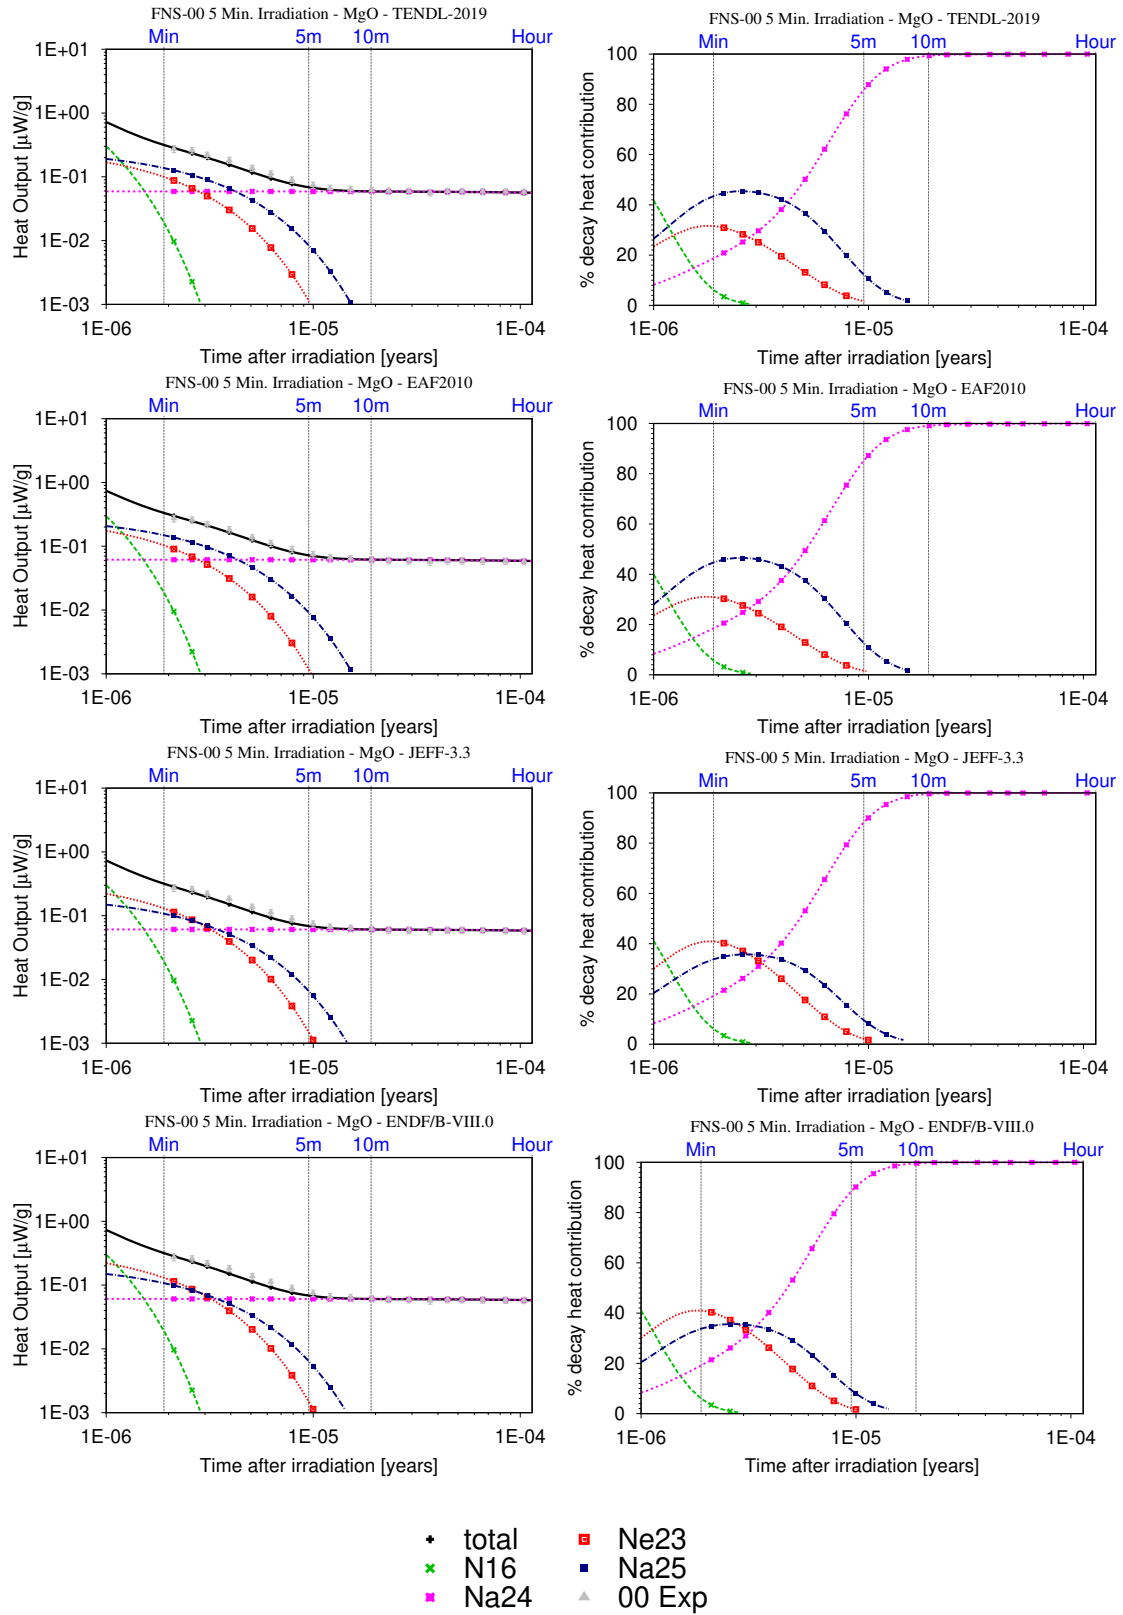 FNS-00 5 Min. Irradiation - MgO - TENDL-2019
Min 5m 10m Hour
1E+01
1E+00
1E-01
1E-02
1E-03
Heat Output [µW/g]
1E-06 1E-05 1E-04
Time after irradiation [years]
FNS-00 5 Min. Irradiation - MgO - TENDL-2019
Min 5m 10m Hour
100
80
60
40
20
0
% decay heat contribution
1E-06 1E-05 1E-04
Time after irradiation [years]
FNS-00 5 Min. Irradiation - MgO - EAF2010
Min 5m 10m Hour
1E+01
1E+00
1E-01
1E-02
1E-03
Heat Output [µW/g]
1E-06 1E-05 1E-04
Time after irradiation [years]
FNS-00 5 Min. Irradiation - MgO - EAF2010
Min 5m 10m Hour
100
80
60
40
20
0
% decay heat contribution
1E-06 1E-05 1E-04
Time after irradiation [years]
FNS-00 5 Min. Irradiation - MgO - JEFF-3.3
Min 5m 10m Hour
1E+01
1E+00
1E-01
1E-02
1E-03
Heat Output [µW/g]
1E-06 1E-05 1E-04
Time after irradiation [years]
FNS-00 5 Min. Irradiation - MgO - JEFF-3.3
Min 5m 10m Hour
100
80
60
40
20
0
% decay heat contribution
1E-06 1E-05 1E-04
Time after irradiation [years]
FNS-00 5 Min. Irradiation - MgO - ENDF/B-VIII.0
Min 5m 10m Hour
1E+01
1E+00
1E-01
1E-02
1E-03
Heat Output [µW/g]
1E-06 1E-05 1E-04
Time after irradiation [years]
FNS-00 5 Min. Irradiation - MgO - ENDF/B-VIII.0
Min 5m 10m Hour
100
80
60
40
20
0
% decay heat contribution
1E-06 1E-05 1E-04
Time after irradiation [years]
total Ne23
N16 Na25
Na24 00 Exp